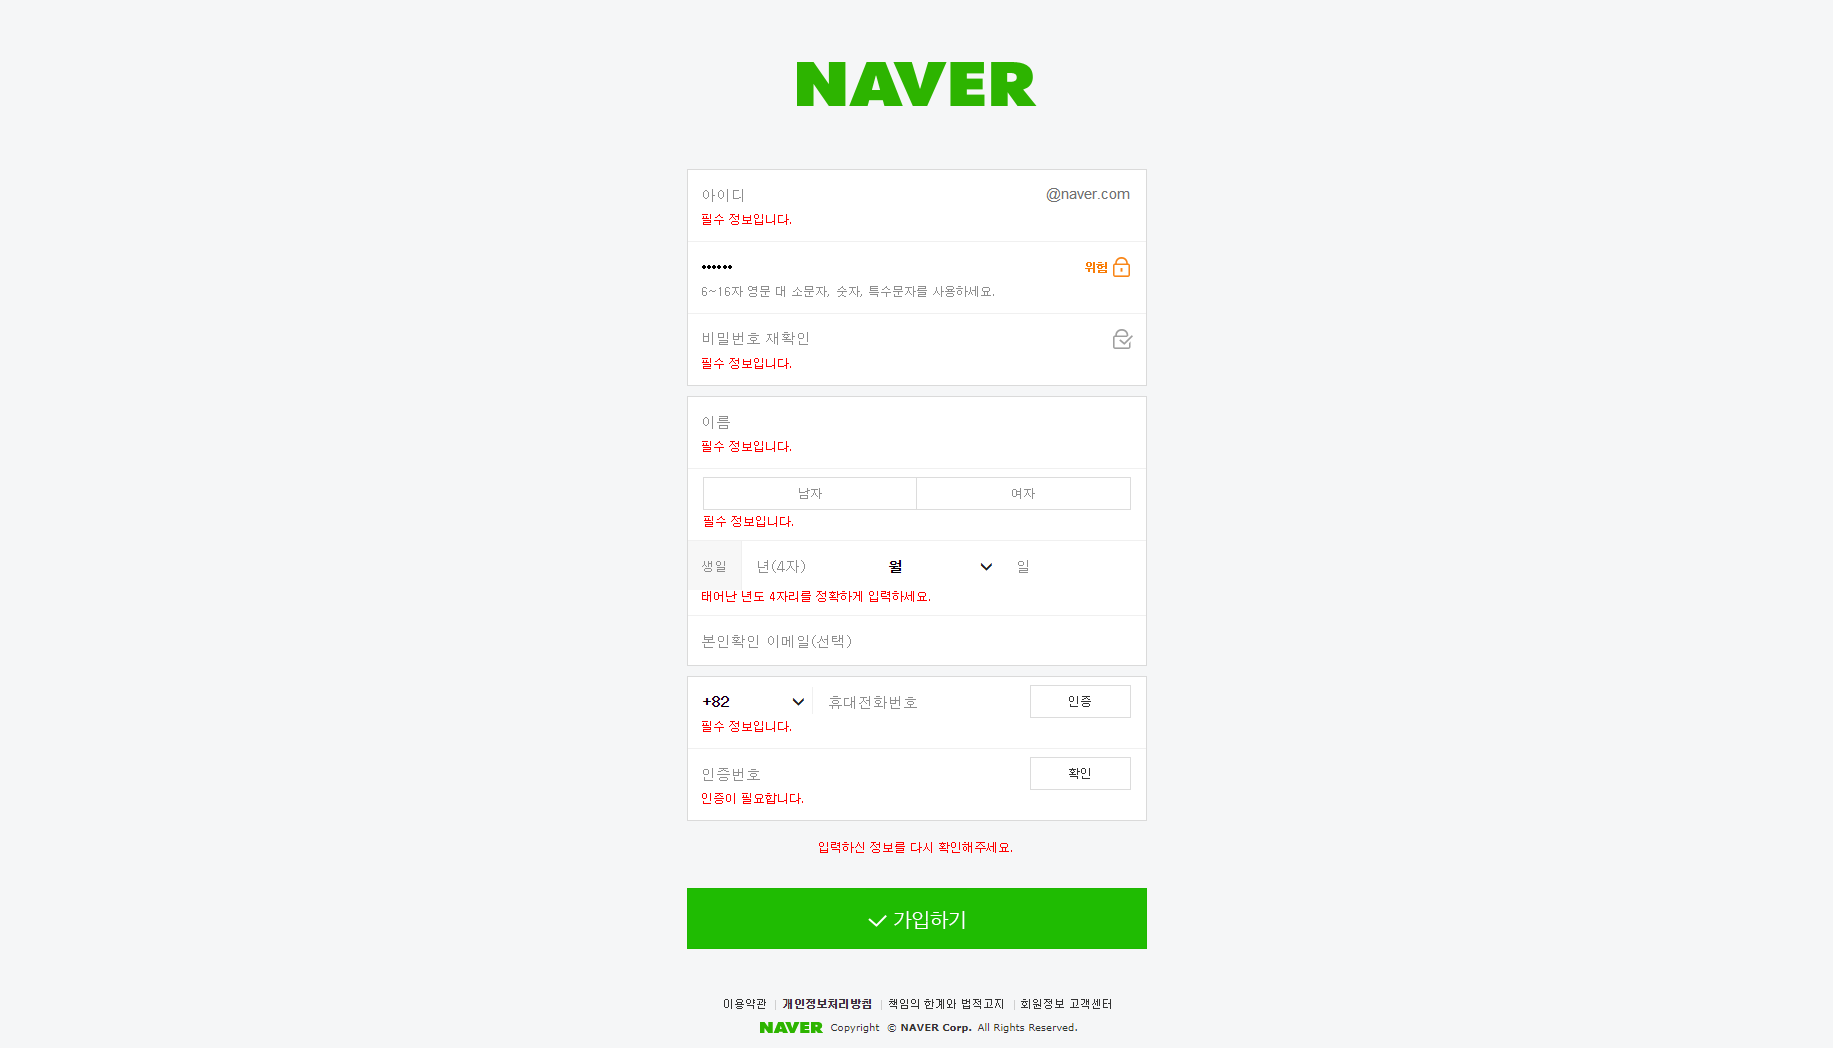 NAVER
아이디 @naver.com
필수 정보입니다.
•••••• 위험
6~16자 영문 대 소문자, 숫자, 특수문자를 사용하세요.
비밀번호 재확인
필수 정보입니다.
이름
필수 정보입니다.
남자 여자
필수 정보입니다.
생일 년(4자) 월 일
태어난 년도 4자리를 정확하게 입력하세요.
본인확인 이메일(선택)
+82 휴대전화번호 인증
필수 정보입니다.
인증번호 확인
인증이 필요합니다.
입력하신 정보를 다시 확인해주세요.
가입하기
이용약관 개인정보처리방침 책임의 한계와 법적고지 회원정보 고객센터
NAVER Copyright © NAVER Corp. All Rights Reserved.